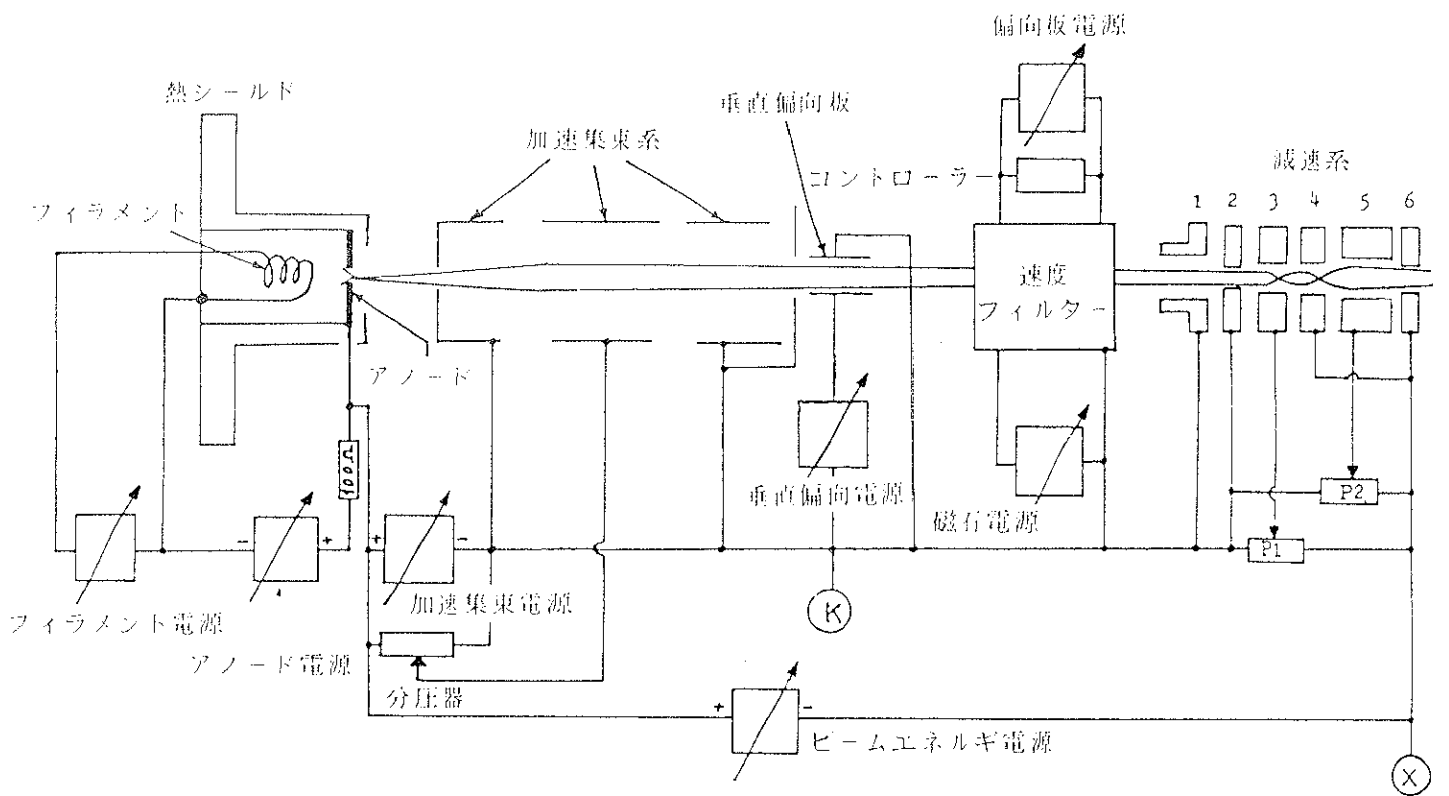 偏向板電源
熱シールド
垂直偏向板
加速集束系
減速系
コントローラー
フィラメント
1 2 3 4 5 6
速度
フィルター
アノード
100Ω
垂直偏向電源
磁石電源
P2
P1
- + + -
加速集束電源
K
フィラメント電源
アノード電源
分圧器
+ -
ビームエネルギ電源
X